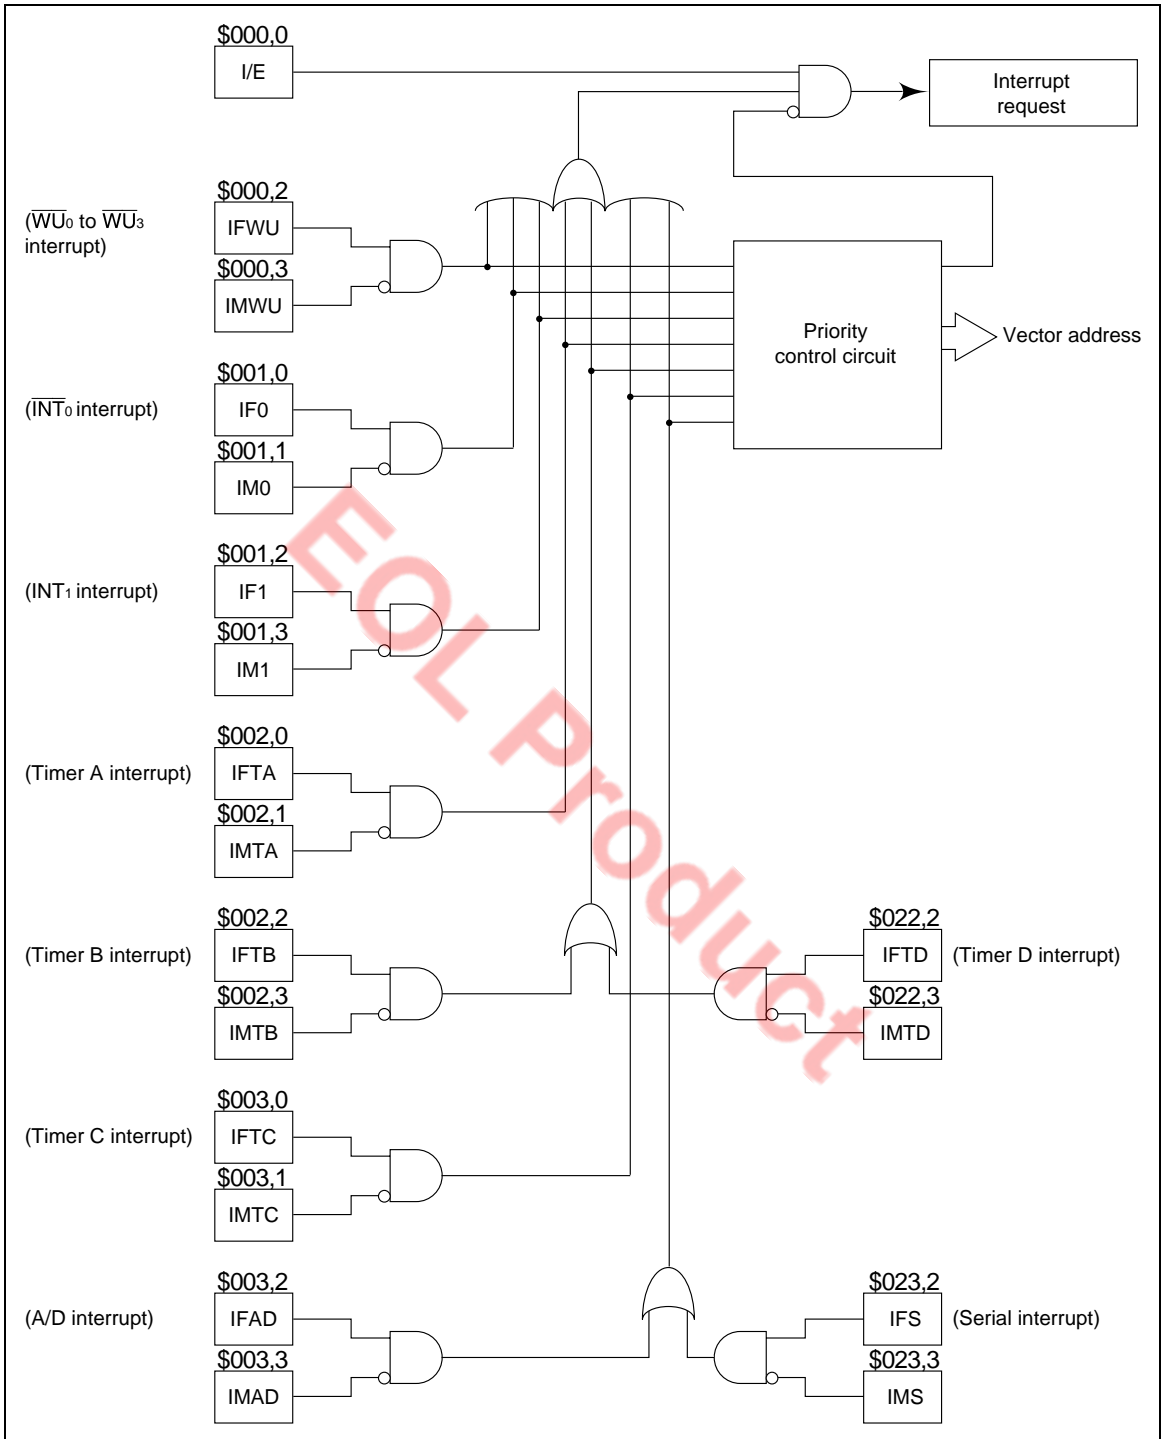 $000,0
I/E
Interrupt
request
$000,2
(W̅U̅₀ to W̅U̅₃
interrupt)
IFWU
$000,3
IMWU
Priority
control circuit
Vector address
$001,0
(I̅N̅T̅₀ interrupt)
IF0
$001,1
IM0
$001,2
(INT₁ interrupt)
IF1
$001,3
IM1
EOL Product
$002,0
(Timer A interrupt)
IFTA
$002,1
IMTA
$002,2
(Timer B interrupt)
IFTB
$002,3
IMTB
$022,2
IFTD
(Timer D interrupt)
$022,3
IMTD
$003,0
(Timer C interrupt)
IFTC
$003,1
IMTC
$003,2
(A/D interrupt)
IFAD
$003,3
IMAD
$023,2
IFS
(Serial interrupt)
$023,3
IMS